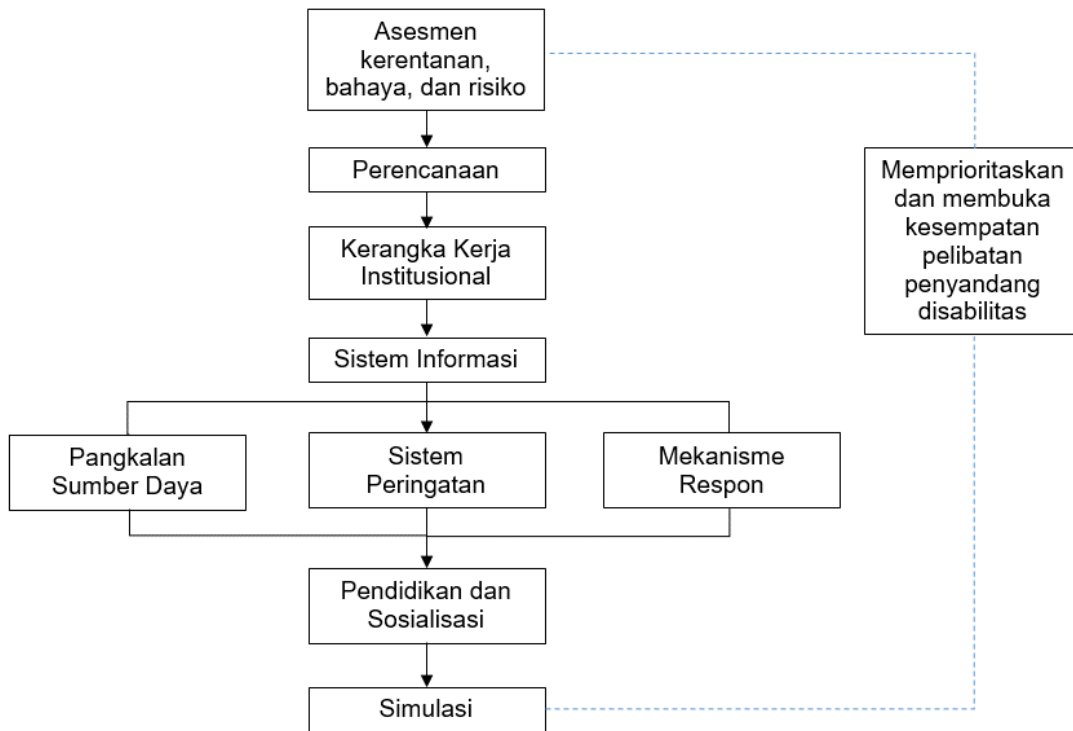 Asesmen
kerentanan,
bahaya, dan risiko
Perencanaan
Kerangka Kerja
Institusional
Sistem Informasi
Pangkalan
Sumber Daya
Sistem
Peringatan
Mekanisme
Respon
Pendidikan dan
Sosialisasi
Simulasi
Memprioritaskan
dan membuka
kesempatan
pelibatan
penyandang
disabilitas